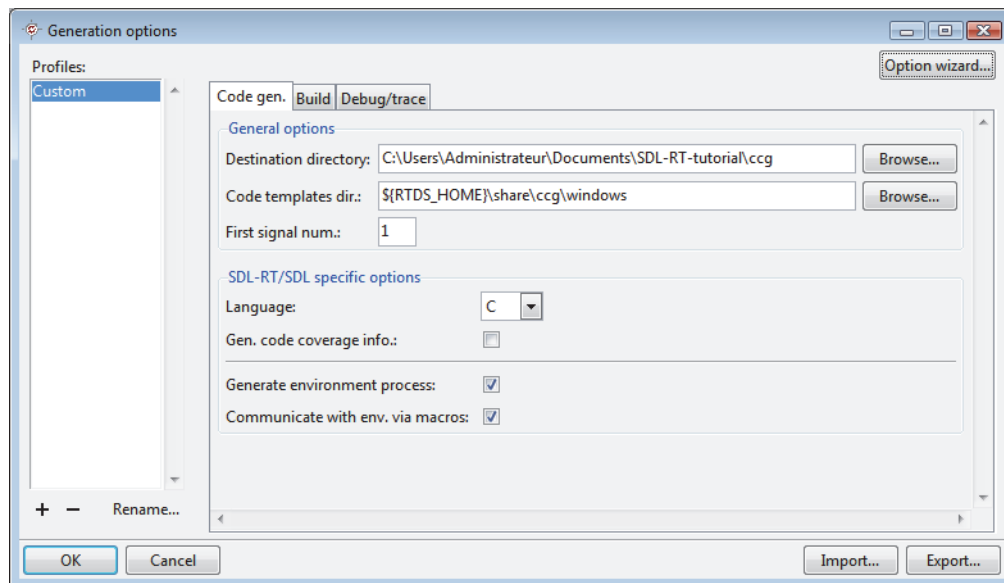 Generation options
Profiles:
Option wizard...
Custom
Code gen. Build Debug/trace
General options
Destination directory: C:\Users\Administrateur\Documents\SDL-RT-tutorial\ccg Browse...
Code templates dir.: ${RTDS_HOME}\share\ccg\windows Browse...
First signal num.: 1
SDL-RT/SDL specific options
Language: C
Gen. code coverage info.:
Generate environment process:
Communicate with env. via macros:
+ − Rename...
OK Cancel Import... Export...